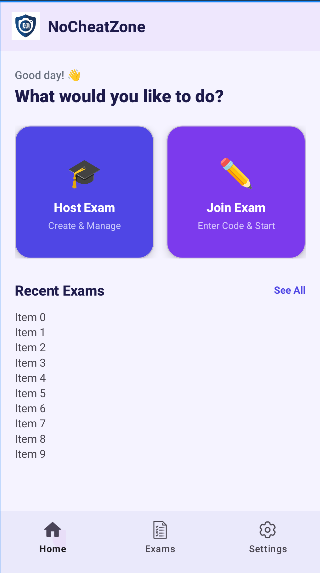 NoCheatZone
Good day! 👋
What would you like to do?
Host Exam
Create & Manage
Join Exam
Enter Code & Start
Recent Exams
See All
Item 0
Item 1
Item 2
Item 3
Item 4
Item 5
Item 6
Item 7
Item 8
Item 9
Home
Exams
Settings